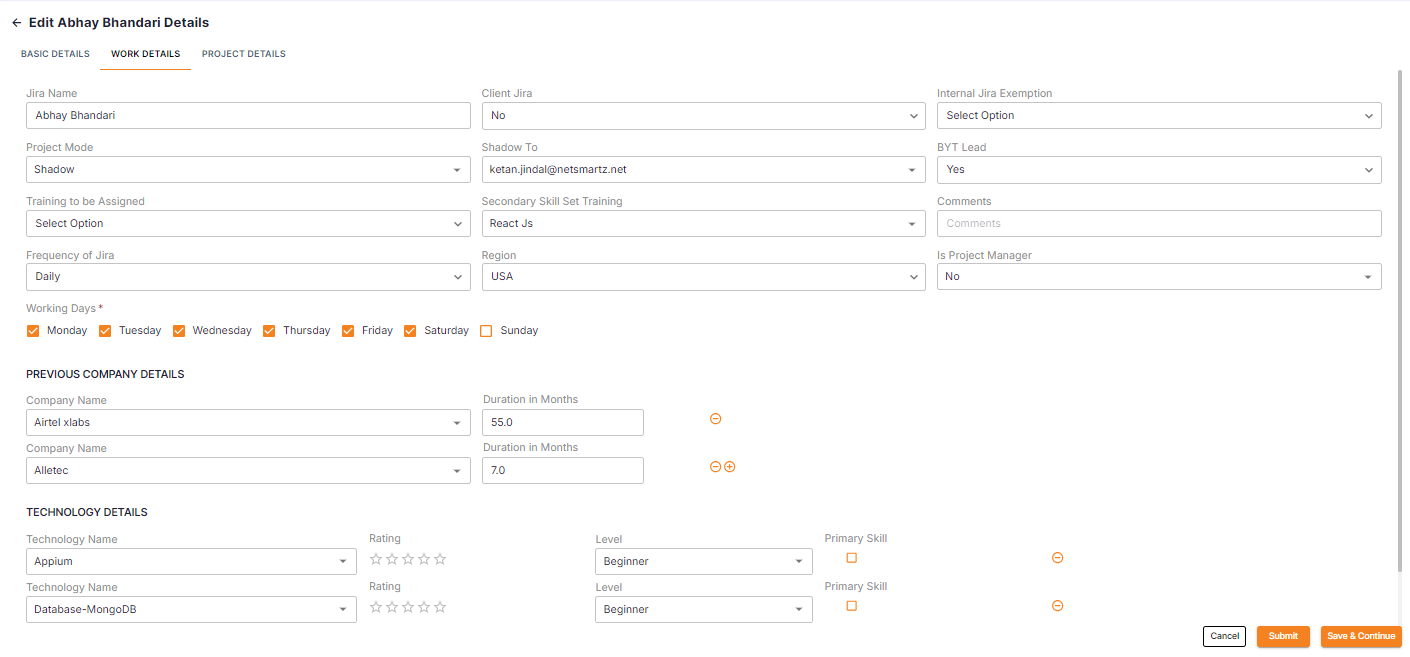 Edit Abhay Bhandari Details
BASIC DETAILS WORK DETAILS PROJECT DETAILS
Jira Name Client Jira Internal Jira Exemption
Abhay Bhandari No Select Option
Project Mode Shadow To BYT Lead
Shadow ketan.jindal@netsmartz.net Yes
Training to be Assigned Secondary Skill Set Training Comments
Select Option React Js Comments
Frequency of Jira Region Is Project Manager
Daily USA No
Working Days *
Monday Tuesday Wednesday Thursday Friday Saturday Sunday
PREVIOUS COMPANY DETAILS
Company Name Duration in Months
Airtel xlabs 55.0
Company Name Duration in Months
Alletec 7.0
TECHNOLOGY DETAILS
Technology Name Rating Level Primary Skill
Appium Beginner
Technology Name Rating Level Primary Skill
Database-MongoDB Beginner
Cancel Submit Save & Continue